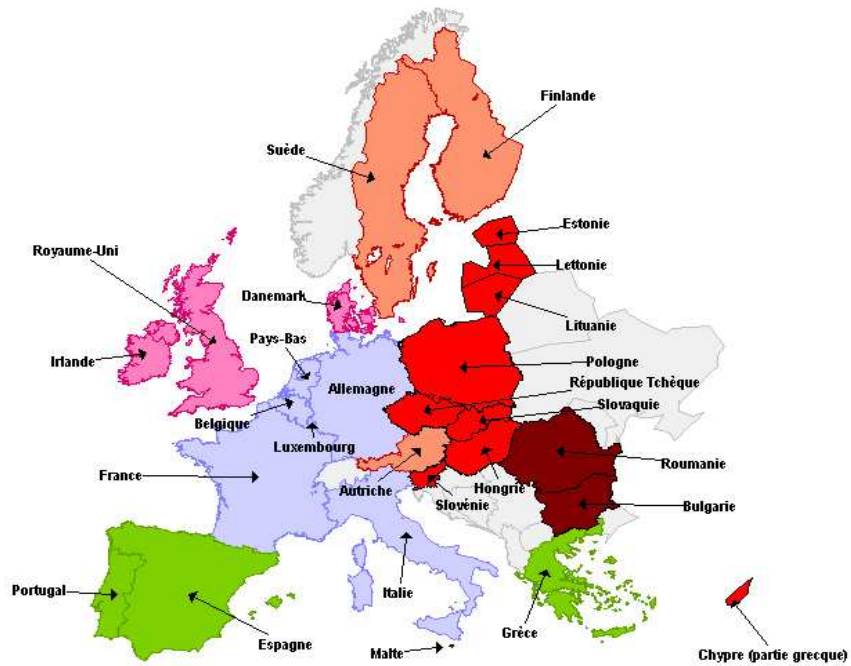 Finlande
Suède
Estonie
Royaume-Uni
Lettonie
Danemark
Lituanie
Pays-Bas
Irlande
Pologne
République Tchèque
Allemagne
Slovaquie
Belgique
Luxembourg
Roumanie
France
Autriche
Hongrie
Slovénie
Bulgarie
Portugal
Italie
Grèce
Espagne
Malte
Chypre (partie grecque)